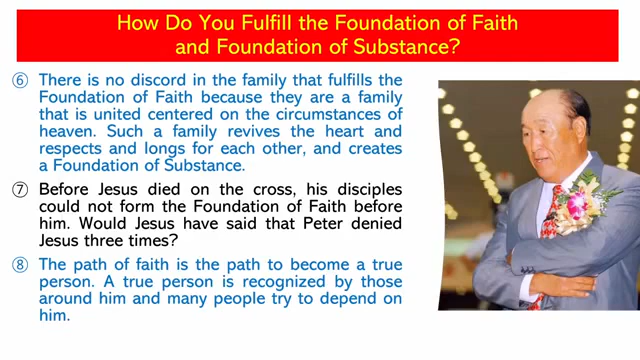 How Do You Fulfill the Foundation of Faith
and Foundation of Substance?
⑥ There is no discord in the family that fulfills the
Foundation of Faith because they are a family
that is united centered on the circumstances of
heaven. Such a family revives the heart and
respects and longs for each other, and creates
a Foundation of Substance.
⑦ Before Jesus died on the cross, his disciples
could not form the Foundation of Faith before
him. Would Jesus have said that Peter denied
Jesus three times?
⑧ The path of faith is the path to become a true
person. A true person is recognized by those
around him and many people try to depend on
him.